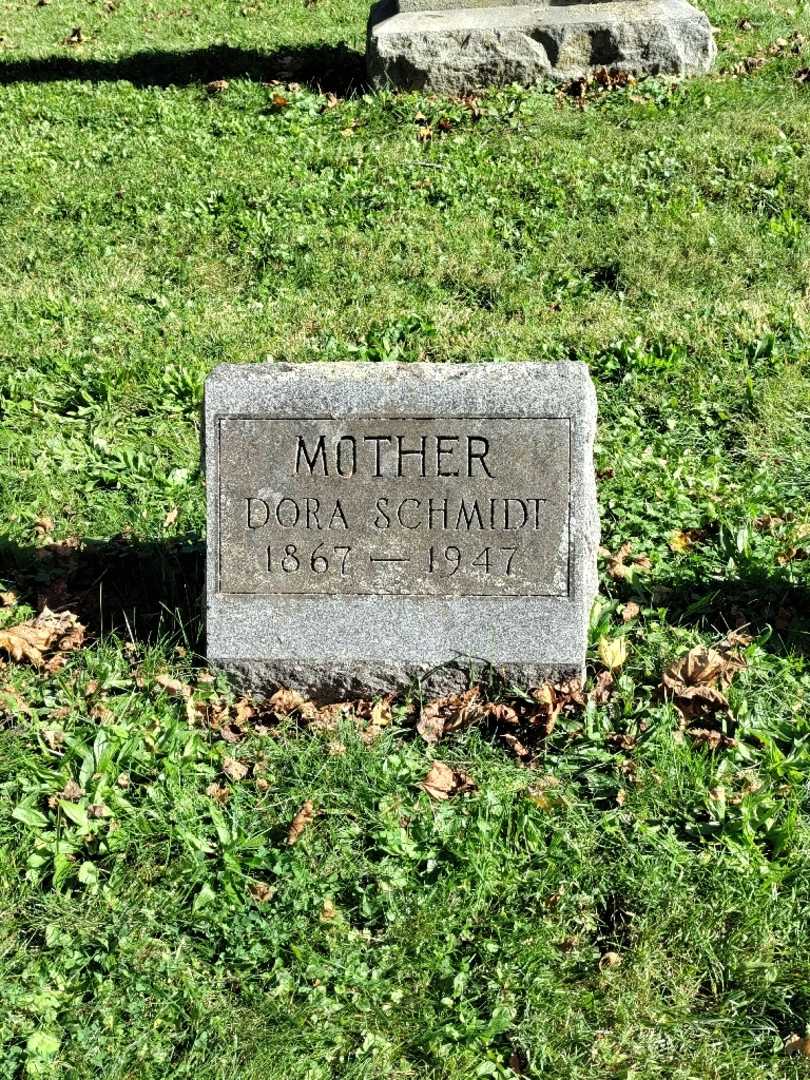 MOTHER
DORA SCHMIDT
1867 — 1947